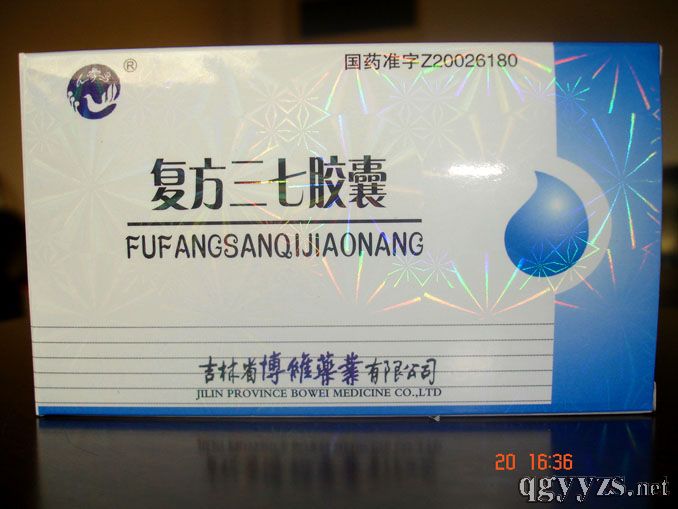 ®
国药准字Z20026180
复方三七胶囊
FUFANGSANQIJIAONANG
吉林省博维药業有限公司
JILIN PROVINCE BOWEI MEDICINE CO.,LTD
20 16:36
qgyyzs.net